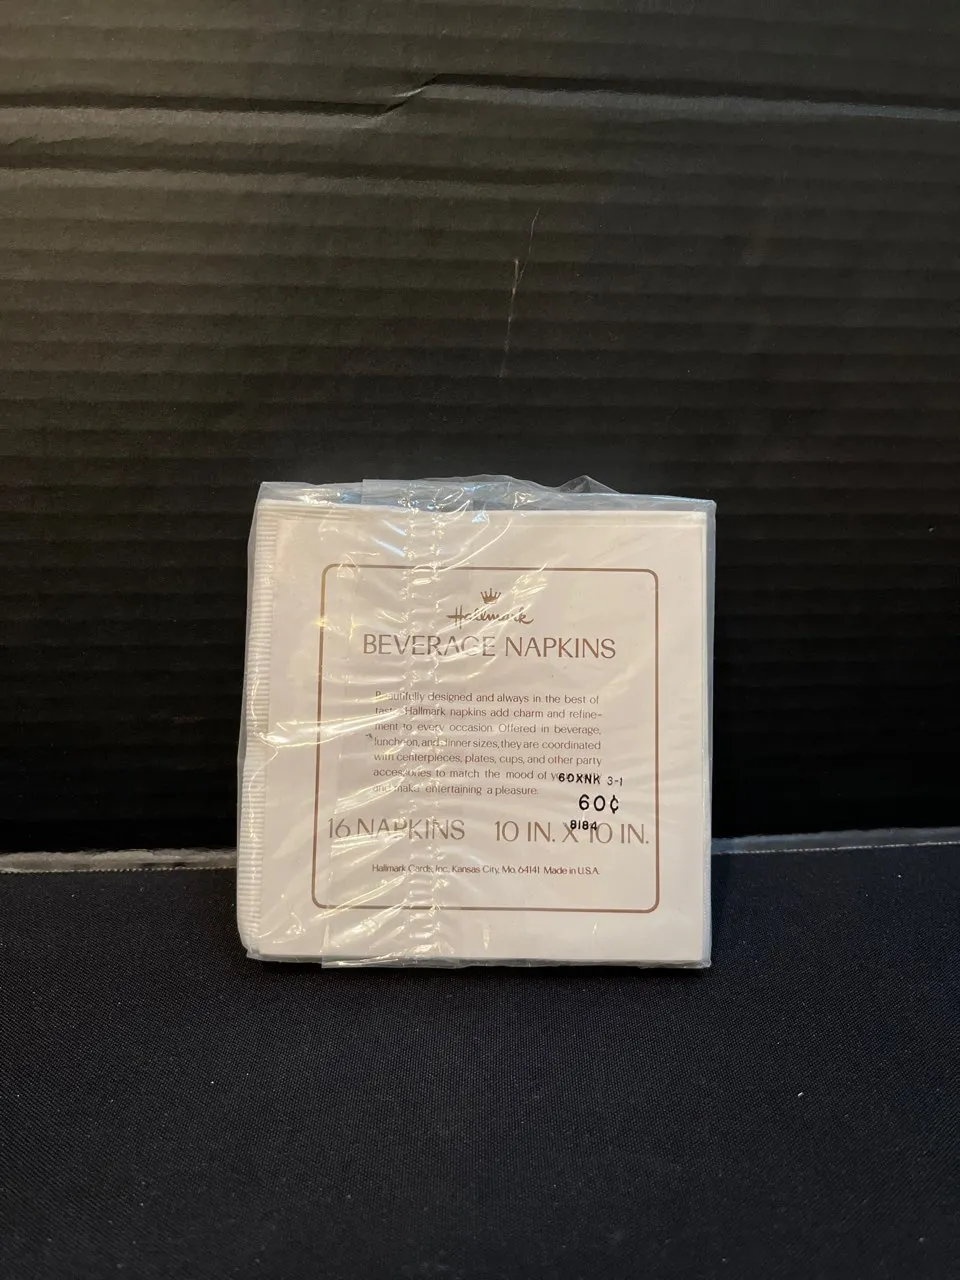 Hallmark
BEVERAGE NAPKINS
Beautifully designed and always in the best of
taste, Hallmark napkins add charm and refine-
ment to every occasion. Offered in beverage,
luncheon, and dinner sizes, they are coordinated
with centerpieces, plates, cups, and other party
accessories to match the mood of
60XNK 3-1
and make entertaining a pleasure.
60¢
8184
16 NAPKINS 10 IN. X 10 IN.
Hallmark Cards, Inc. Kansas City, Mo. 64141 Made in U.S.A.